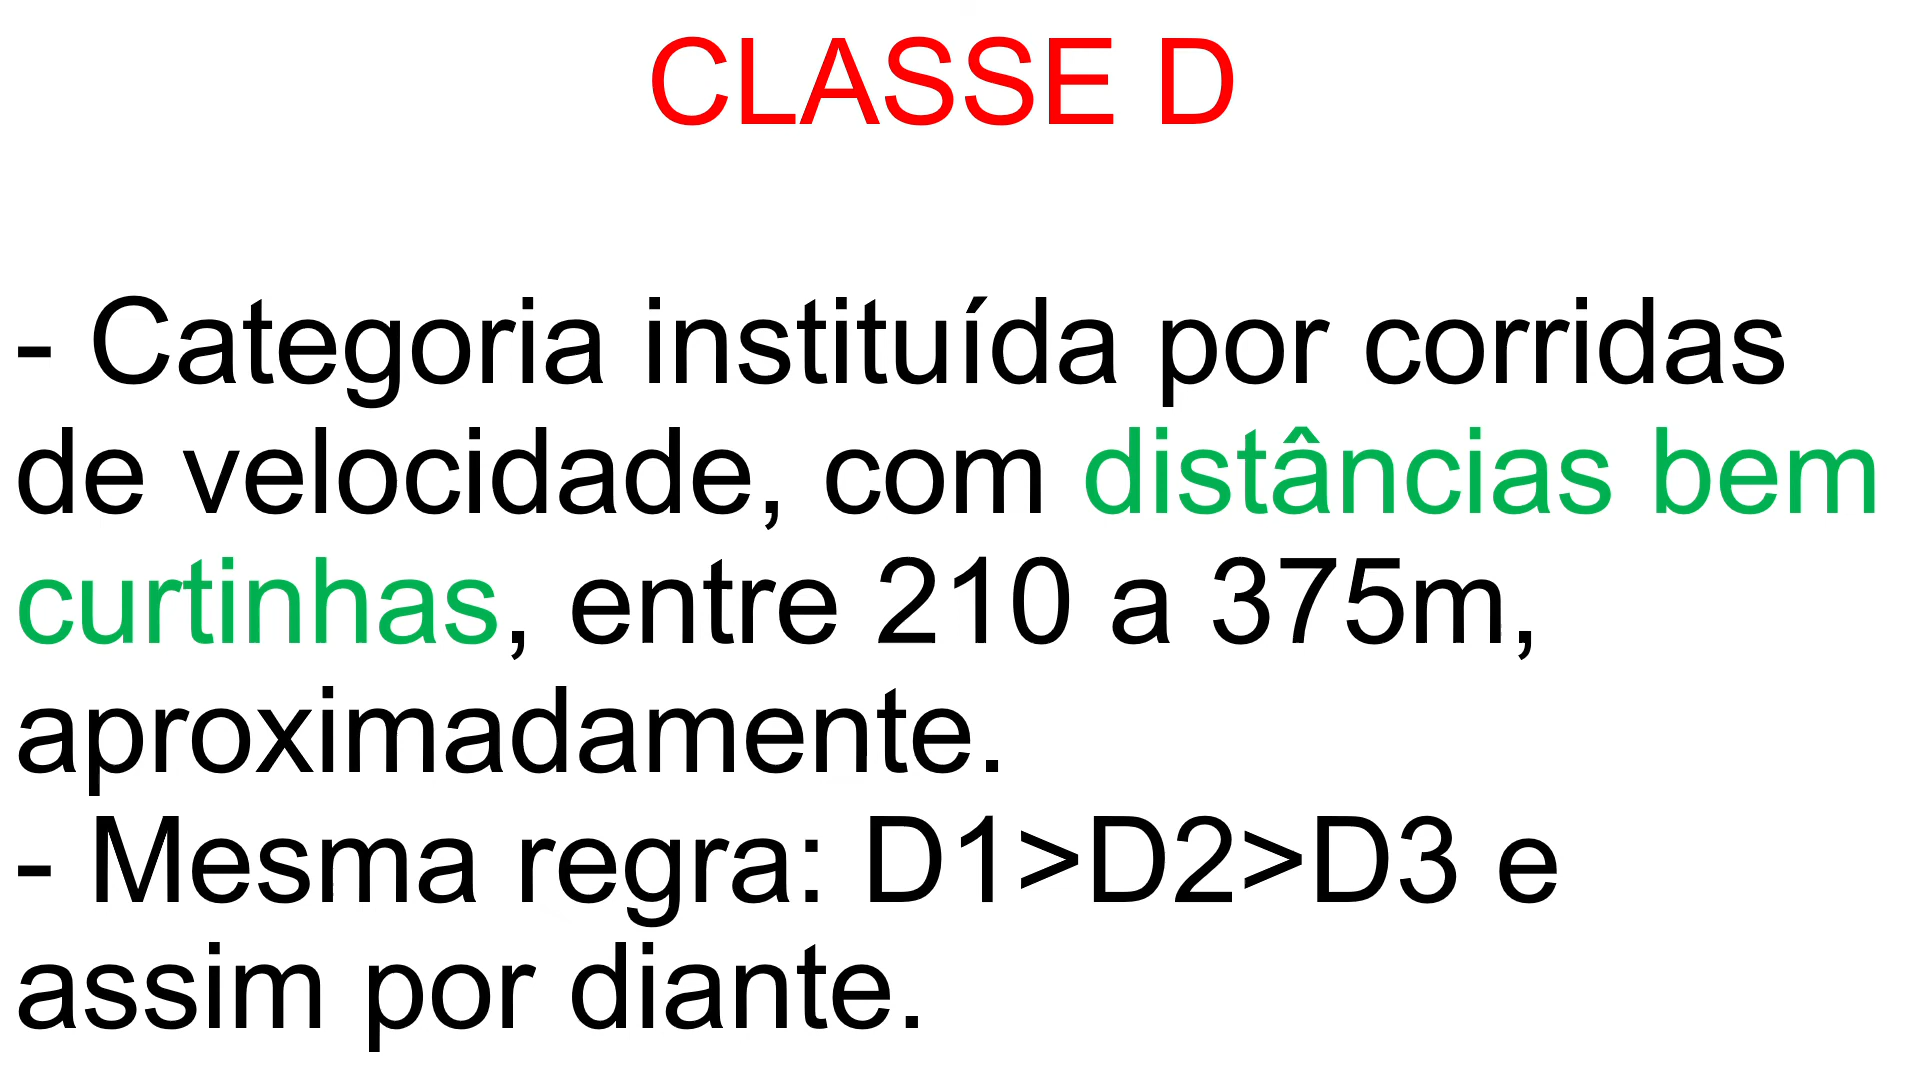 CLASSE D
- Categoria instituída por corridas
de velocidade, com distâncias bem
curtinhas, entre 210 a 375m,
aproximadamente.
- Mesma regra: D1>D2>D3 e
assim por diante.